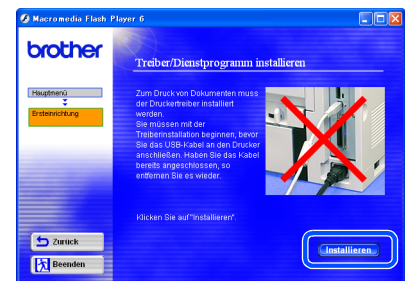 Macromedia Flash Player 6
brother
Treiber/Dienstprogramm installieren
Hauptmenü
Ersteinrichtung
Zum Druck von Dokumenten muss
der Druckertreiber installiert
werden.
Sie müssen mit der
Treiberinstallation beginnen, bevor
Sie das USB-Kabel an den Drucker
anschließen. Haben Sie das Kabel
bereits angeschlossen, so
entfernen Sie es wieder.
Klicken Sie auf "Installieren".
Zurück
Beenden
Installieren